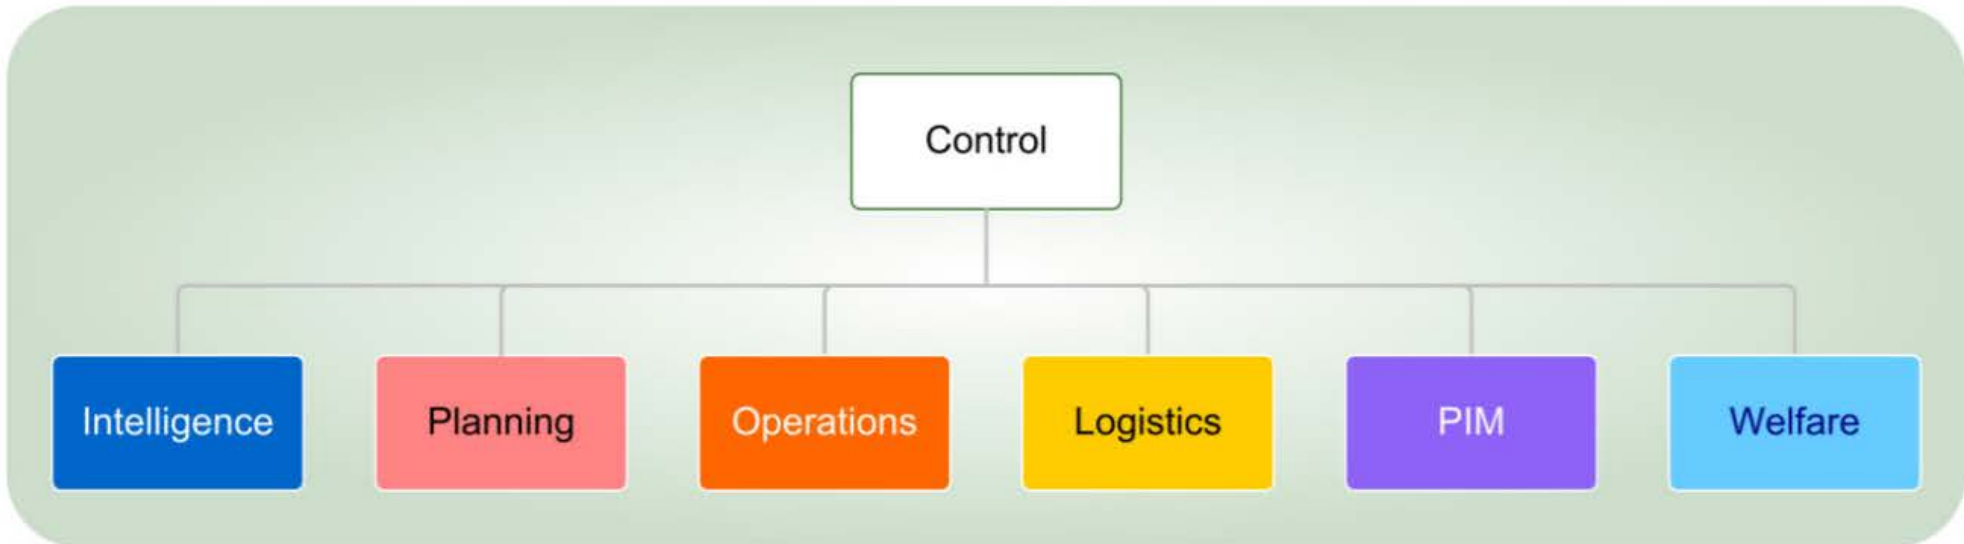 Control
Intelligence
Planning
Operations
Logistics
PIM
Welfare